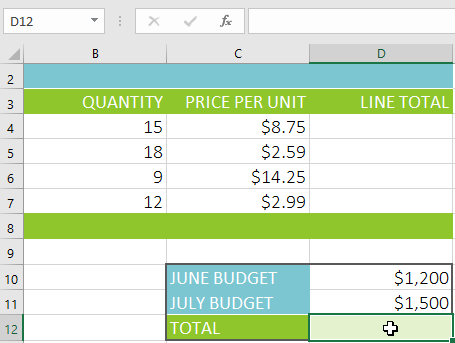 D12 fx
B C D
2
3 QUANTITY PRICE PER UNIT LINE TOTAL
4 15 $8.75
5 18 $2.59
6 9 $14.25
7 12 $2.99
8
9
10 JUNE BUDGET $1,200
11 JULY BUDGET $1,500
12 TOTAL